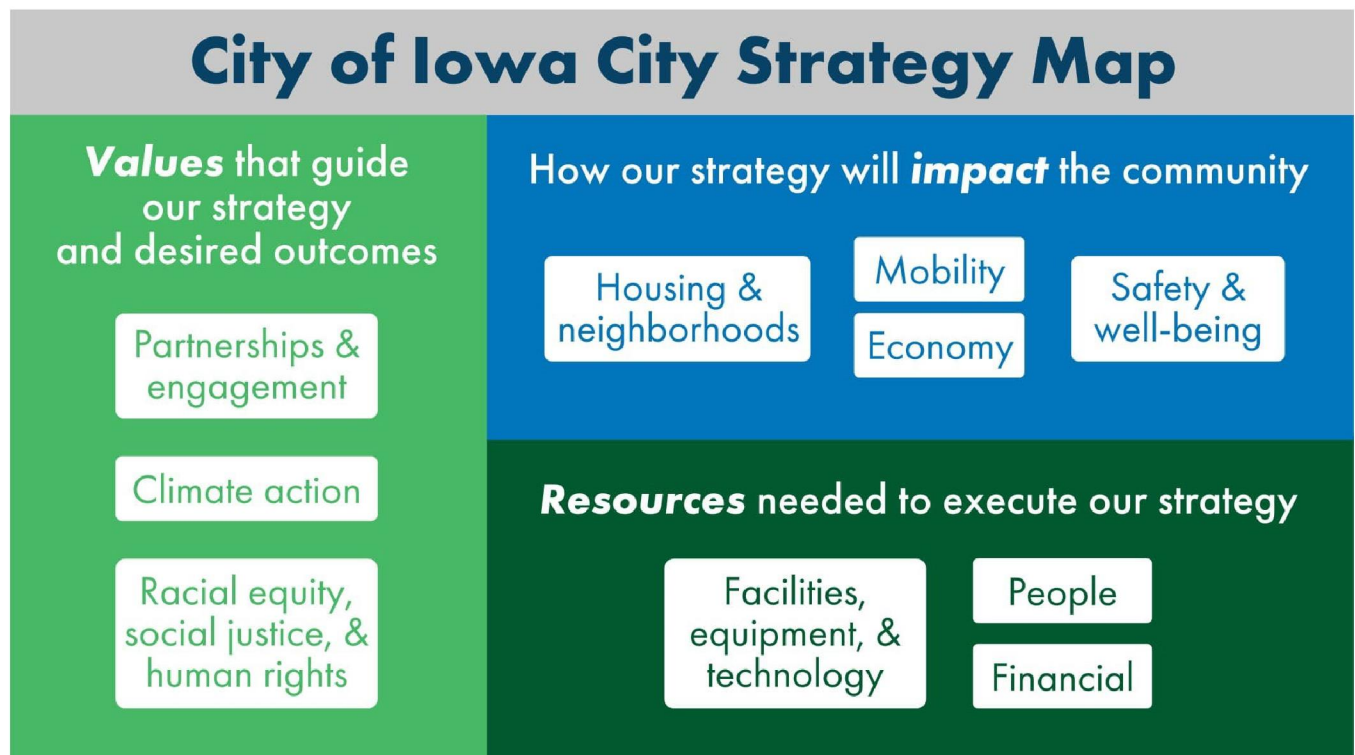 City of Iowa City Strategy Map
Values that guide
our strategy
and desired outcomes
Partnerships &
engagement
Climate action
Racial equity,
social justice, &
human rights
How our strategy will impact the community
Housing &
neighborhoods
Mobility
Economy
Safety &
well-being
Resources needed to execute our strategy
Facilities,
equipment, &
technology
People
Financial